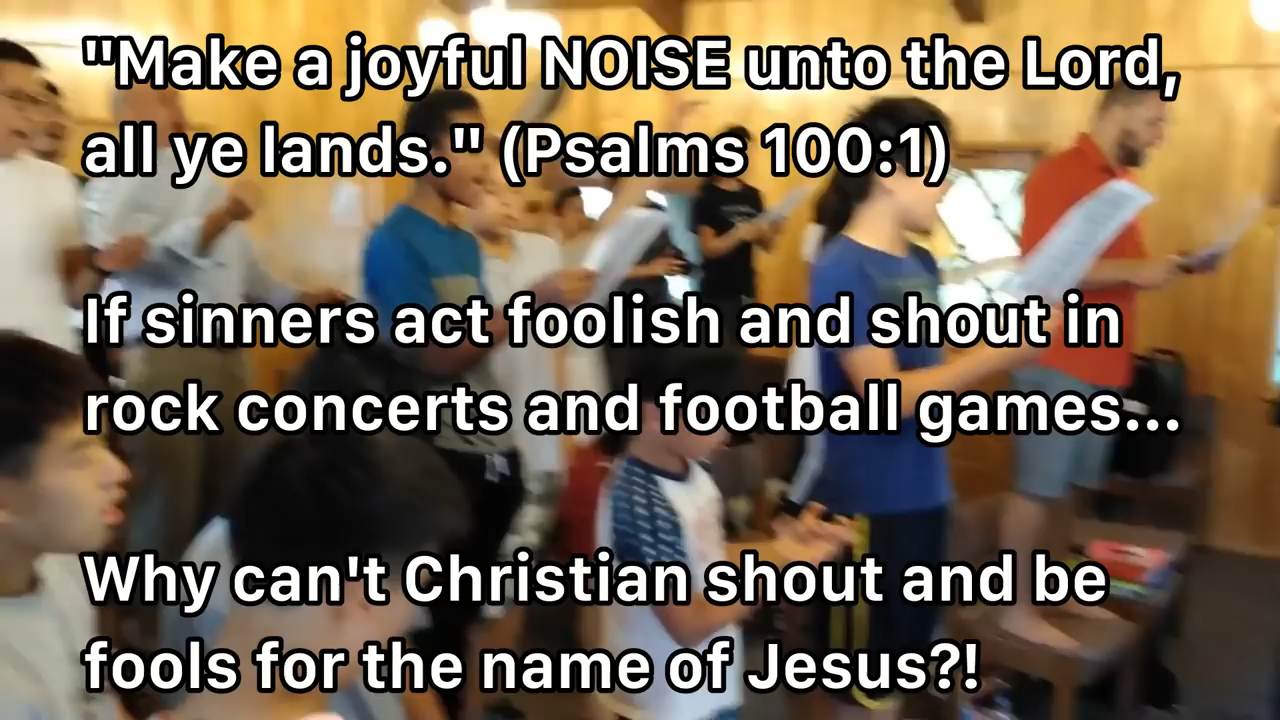 "Make a joyful NOISE unto the Lord,
all ye lands." (Psalms 100:1)
If sinners act foolish and shout in
rock concerts and football games...
Why can't Christian shout and be
fools for the name of Jesus?!